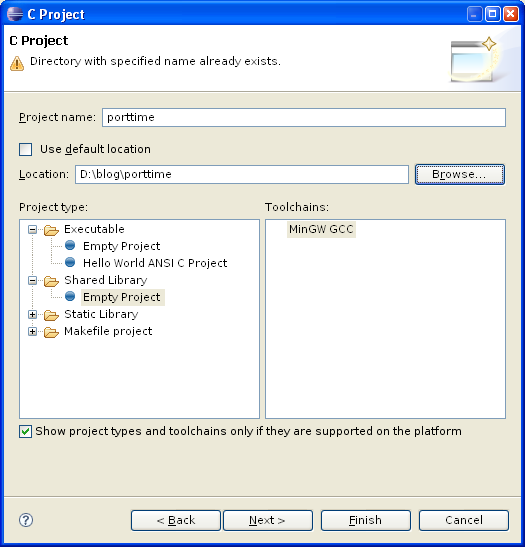 C Project
C Project
Directory with specified name already exists.
Project name: porttime
Use default location
Location: D:\blog\porttime Browse...
Project type: Toolchains:
Executable MinGW GCC
Empty Project
Hello World ANSI C Project
Shared Library
Empty Project
Static Library
Makefile project
Show project types and toolchains only if they are supported on the platform
? < Back Next > Finish Cancel